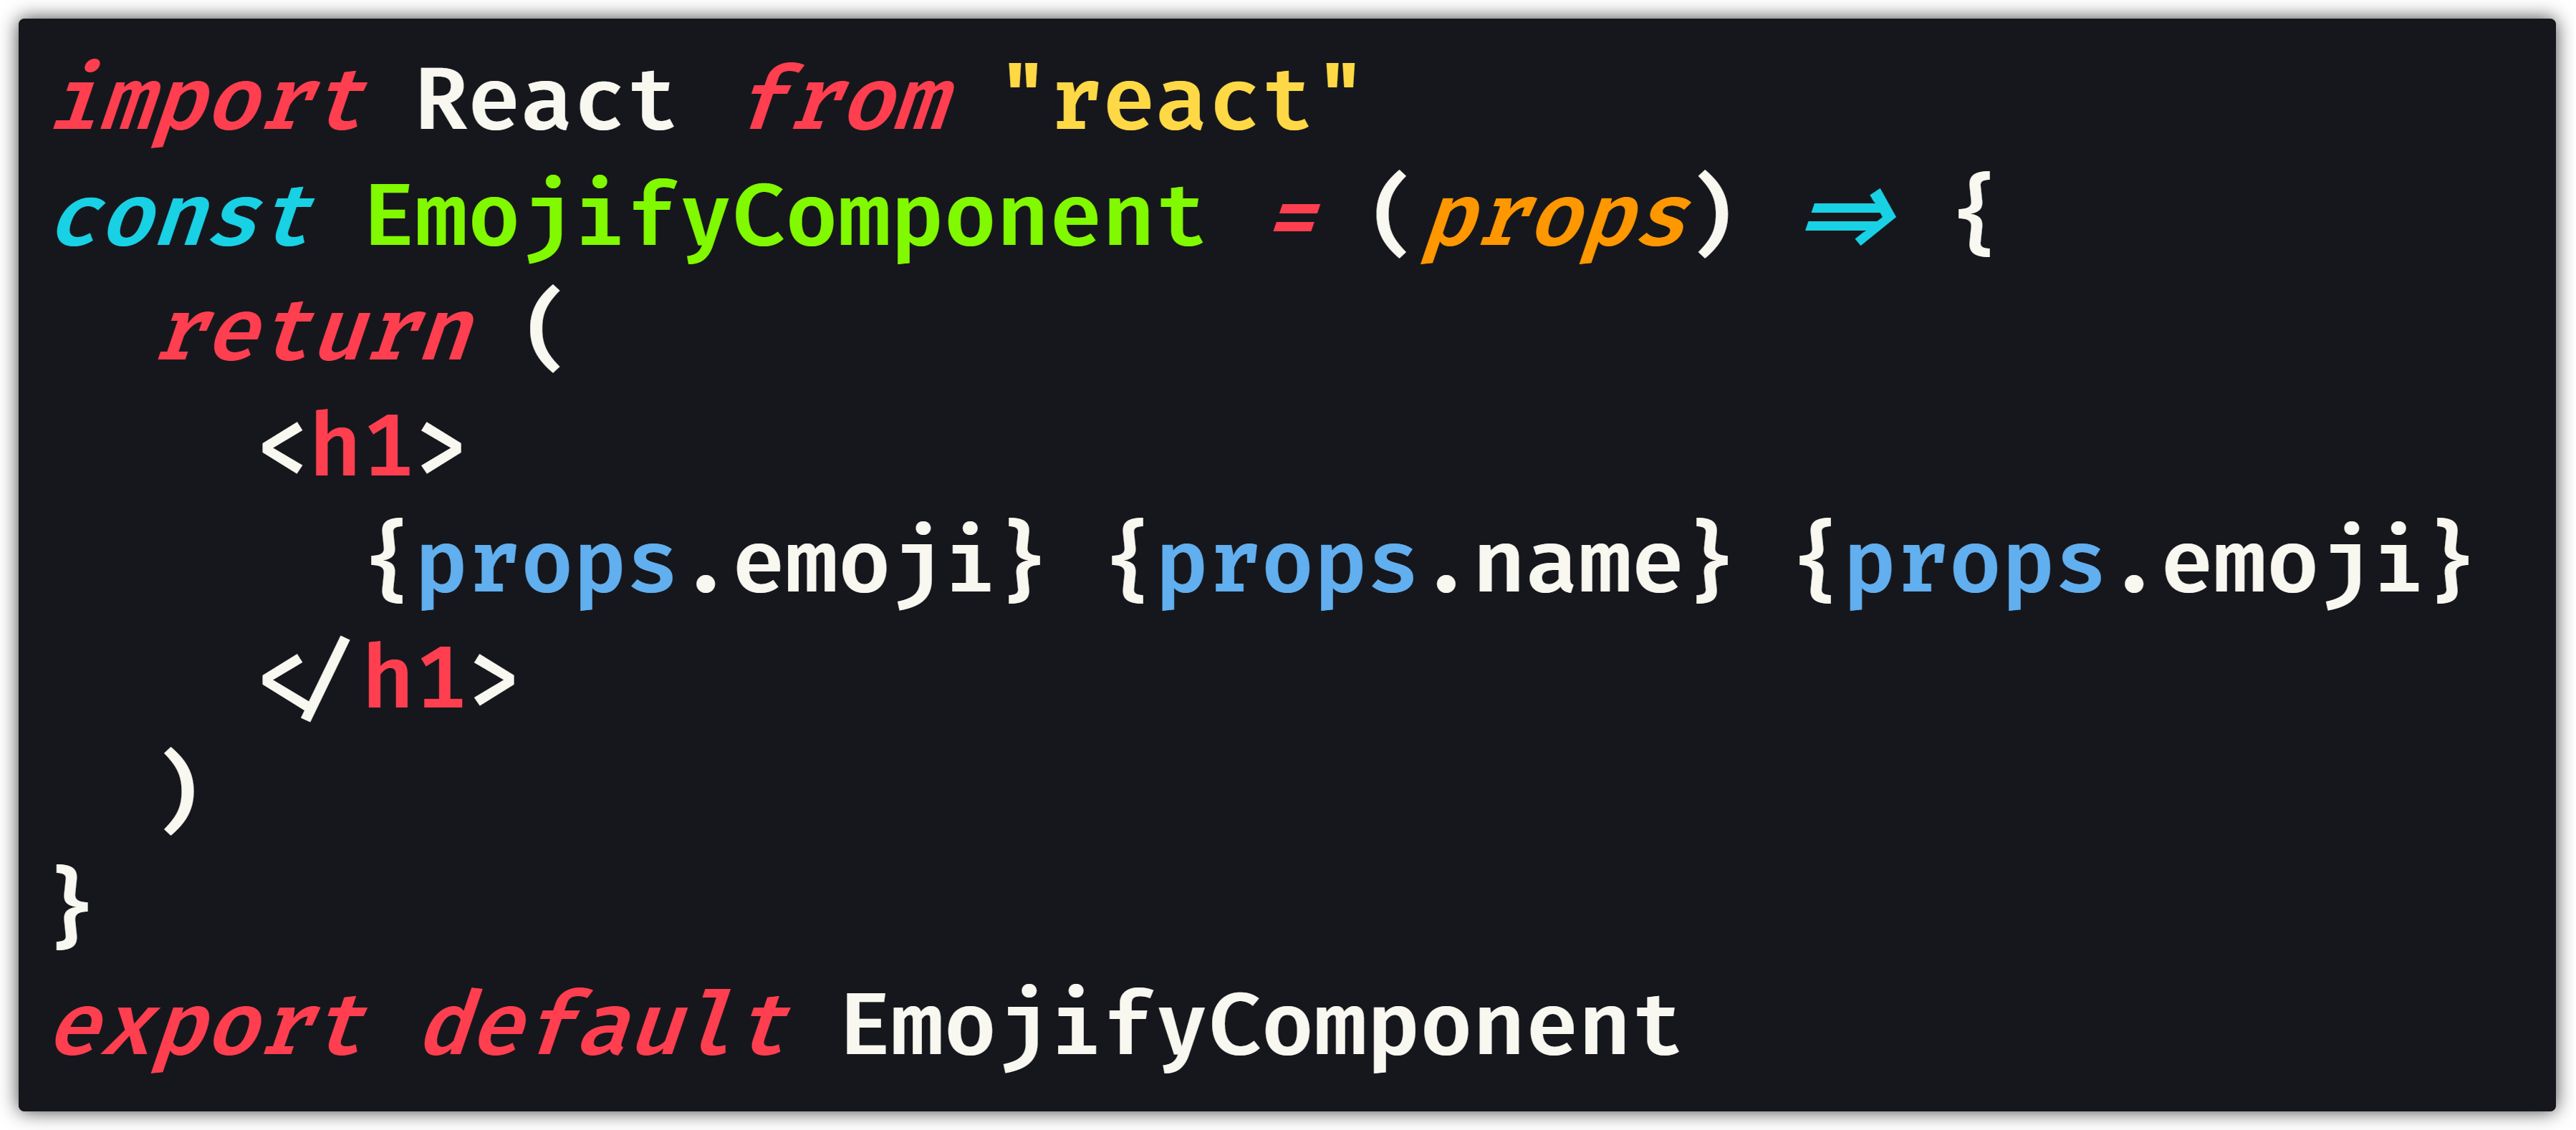 import React from "react"
const EmojifyComponent = (props) => {
  return (
    <h1>
      {props.emoji} {props.name} {props.emoji}
    </h1>
  )
}
export default EmojifyComponent